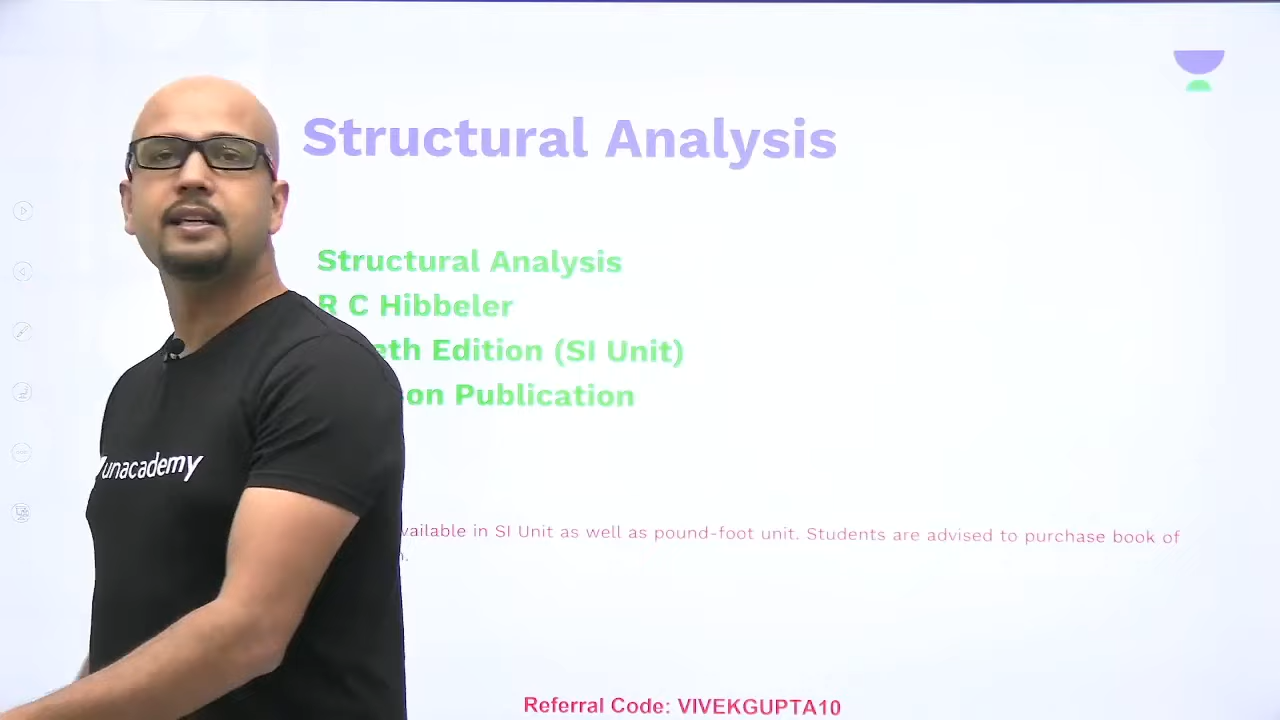 Structural Analysis
Structural Analysis
R C Hibbeler
Edition (SI Unit)
Publication
unacademy
in SI Unit as well as pound-foot unit. Students are advised to purchase book of
Referral Code: VIVEKGUPTA10